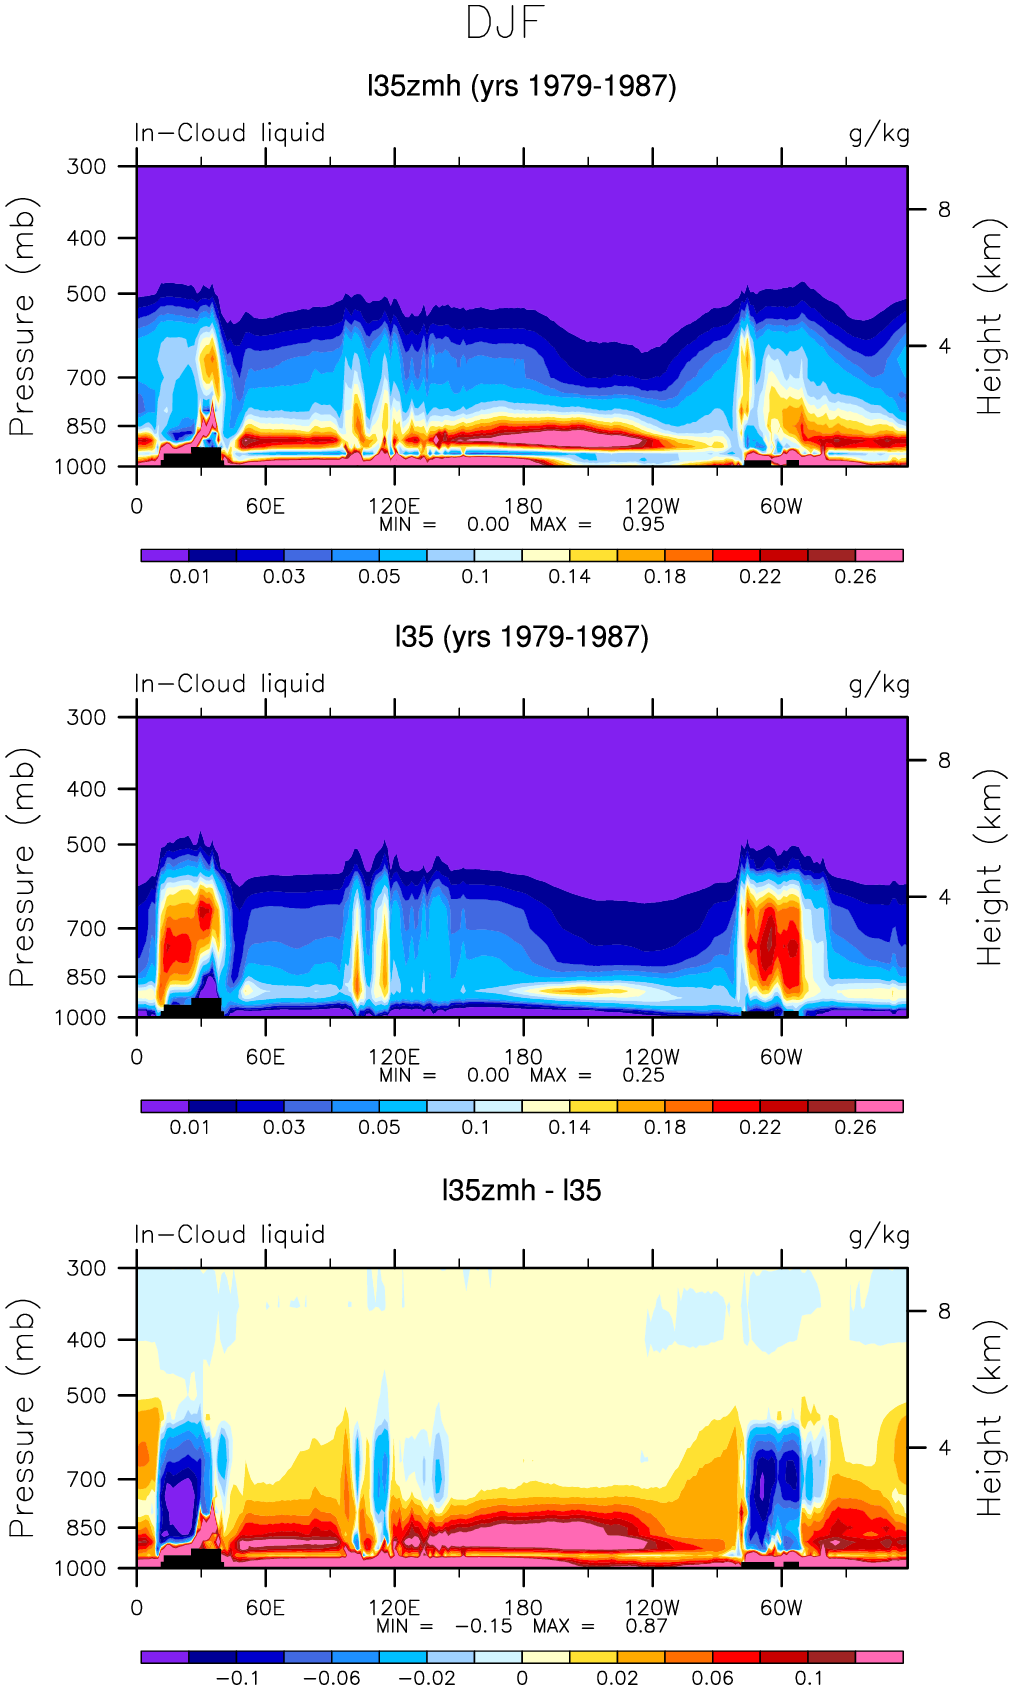 DJF
l35zmh (yrs 1979-1987)
In-Cloud liquid g/kg
Pressure (mb)
300
400
500
700
850
1000
8
4
Height (km)
0 60E 120E 180 120W 60W
MIN = 0.00 MAX = 0.95
0.01 0.03 0.05 0.1 0.14 0.18 0.22 0.26
l35 (yrs 1979-1987)
In-Cloud liquid g/kg
Pressure (mb)
300
400
500
700
850
1000
8
4
Height (km)
0 60E 120E 180 120W 60W
MIN = 0.00 MAX = 0.25
0.01 0.03 0.05 0.1 0.14 0.18 0.22 0.26
l35zmh - l35
In-Cloud liquid g/kg
Pressure (mb)
300
400
500
700
850
1000
8
4
Height (km)
0 60E 120E 180 120W 60W
MIN = -0.15 MAX = 0.87
-0.1 -0.06 -0.02 0 0.02 0.06 0.1